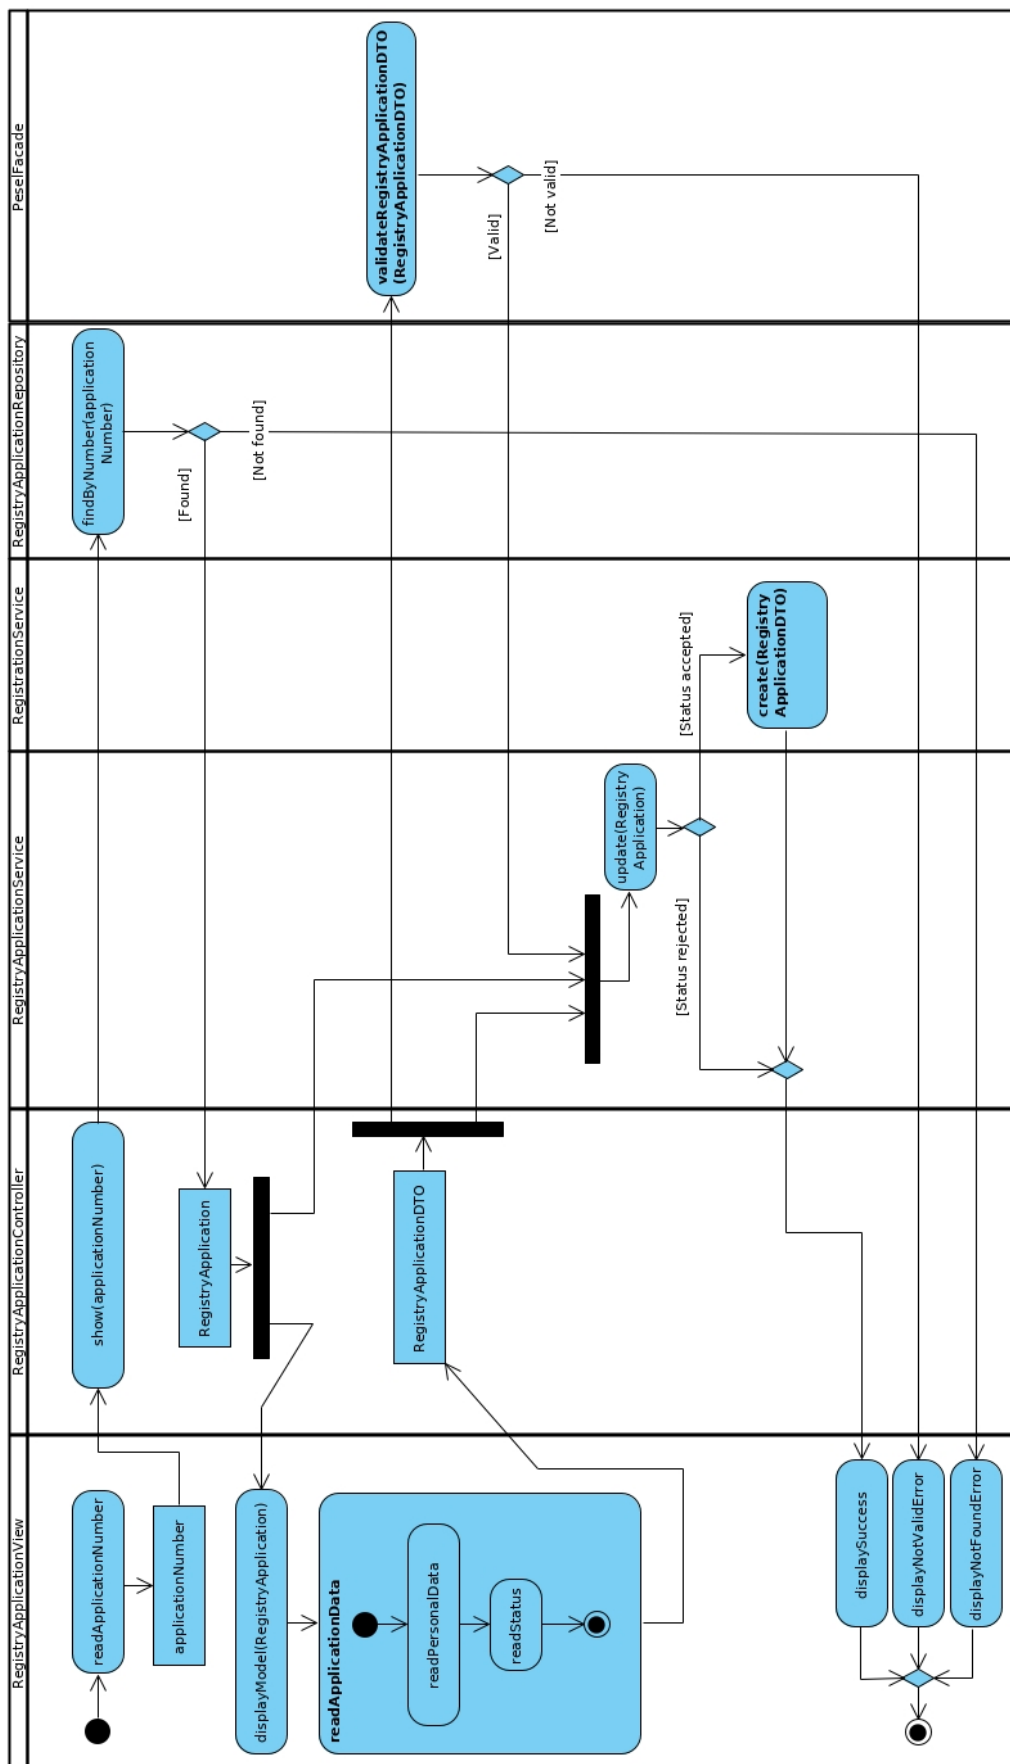 RegistryApplicationView
readApplicationNumber
applicationNumber
displayModel(RegistryApplication)
readApplicationData
readPersonalData
readStatus
displaySuccess
displayNotValidError
displayNotFoundError
RegistryApplicationController
show(applicationNumber)
RegistryApplication
RegistryApplicationDTO
RegistryApplicationService
update(Registry
Application)
[Status rejected]
RegistrationService
[Status accepted]
create(Registry
ApplicationDTO)
RegistryApplicationRepository
findByNumber(application
Number)
[Found]
[Not found]
PeselFacade
validateRegistryApplicationDTO
(RegistryApplicationDTO)
[Valid]
[Not valid]